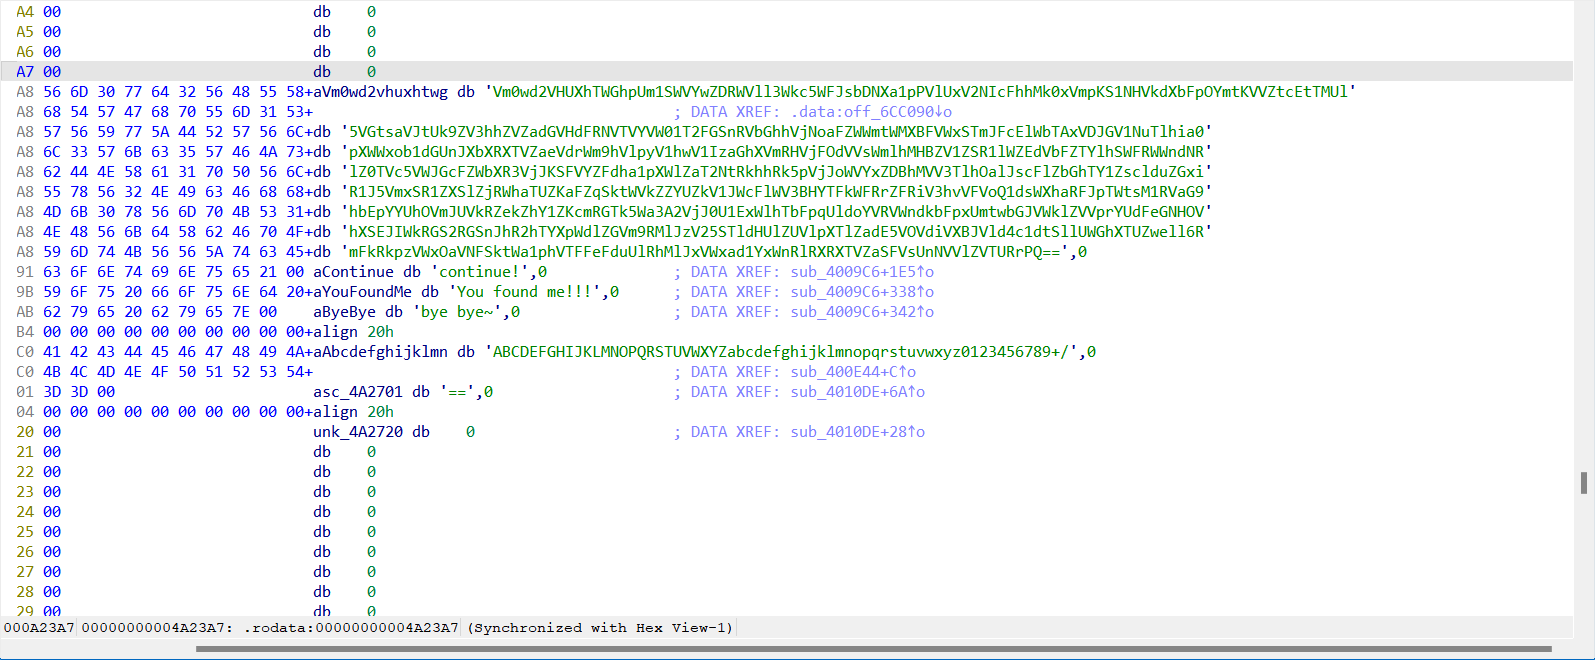 A4 00 db 0
A5 00 db 0
A6 00 db 0
A7 00 db 0
A8 56 6D 30 77 64 32 56 48 55 58+aVm0wd2vhuxhtwg db 'Vm0wd2VHUXhTWGhpUm1SWVYwZDRWVll3Wkc5WFJsbDNXa1pPVlUxV2NIcFhhMk0xVmpKS1NHVkdXbFpOYmtKVVZtcEtTMUl'
A8 68 54 57 47 68 70 55 6D 31 53+ ; DATA XREF: .data:off_6CC090↓o
A8 57 56 59 77 5A 44 52 57 56 6C+db '5VGtsaVJtUk9ZV3hhZVZadGVHdFRNVTVYVW01T2FGSnRVbGhhVjNoaFZWWmtWMXBFVWxSTmJFcElWbTAxVDJGV1NuTlhia0'
A8 6C 33 57 6B 63 35 57 46 4A 73+db 'pXWWxob1dGUnJXbXRXTVZaeVdrWm9hVlpyV1hwV1IzaGhXVmRHVjFOdVVsWmlhMHBZV1ZSR1lWZEdVbFZTYlhSWFRWWndNR'
A8 62 44 4E 58 61 31 70 50 56 6C+db 'lZ0TVc5VWJGcFZWbXR3VjJKSFVYZFdha1pXWlZaT2NtRkhhRk5pVjJoWVYxZDBhMVV3TlhOalJscFlZbGhTY1ZsclduZGxi'
A8 55 78 56 32 4E 49 63 46 68 68+db 'R1J5VmxSR1ZXSlZjRWhaTUZKaFZqSktWVkZZYUZkV1JWcFlWV3BHYTFkWFRrZFRiV3hvVFVoQ1dsWXhaRFJpTWtsM1RVaG9'
A8 4D 6B 30 78 56 6D 70 4B 53 31+db 'hbEpYYUhOVmJUVkRZekZhY1ZKcmRGTk5Wa3A2VjJ0U1ExWlhTbFpqUldoYVRVWndkbFpxUmtwbGJVWklZVVprYUdFeGNHOV'
A8 4E 48 56 6B 64 58 62 46 70 4F+db 'hXSEJIWkRGS2RGSnJhR2hTYXpWdlZGVm9RMlJzV25STldHUlZUVlpXTlZadE5VOVdiVXBJVld4c1dtSllUWGhXTUZwell6R'
A8 59 6D 74 4B 56 56 5A 74 63 45+db 'mFkRkpzVWxOaVNFSktWa1phVTFFeFduUlRhMlJxVWxad1YxWnRlRXRXTVZaSFVsUnNVVlZVTURrPQ==',0
91 63 6F 6E 74 69 6E 75 65 21 00 aContinue db 'continue!',0 ; DATA XREF: sub_4009C6+1E5↑o
9B 59 6F 75 20 66 6F 75 6E 64 20+aYouFoundMe db 'You found me!!!',0 ; DATA XREF: sub_4009C6+338↑o
AB 62 79 65 20 62 79 65 7E 00 aByeBye db 'bye bye~',0 ; DATA XREF: sub_4009C6+342↑o
B4 00 00 00 00 00 00 00 00 00 00+align 20h
C0 41 42 43 44 45 46 47 48 49 4A+aAbcdefghijklmn db 'ABCDEFGHIJKLMNOPQRSTUVWXYZabcdefghijklmnopqrstuvwxyz0123456789+/',0
C0 4B 4C 4D 4E 4F 50 51 52 53 54+ ; DATA XREF: sub_400E44+C↑o
01 3D 3D 00 asc_4A2701 db '==',0 ; DATA XREF: sub_4010DE+6A↑o
04 00 00 00 00 00 00 00 00 00 00+align 20h
20 00 unk_4A2720 db 0 ; DATA XREF: sub_4010DE+28↑o
21 00 db 0
22 00 db 0
23 00 db 0
24 00 db 0
25 00 db 0
26 00 db 0
27 00 db 0
28 00 db 0
29 00 db 0
000A23A7 00000000004A23A7: .rodata:00000000004A23A7 (Synchronized with Hex View-1)